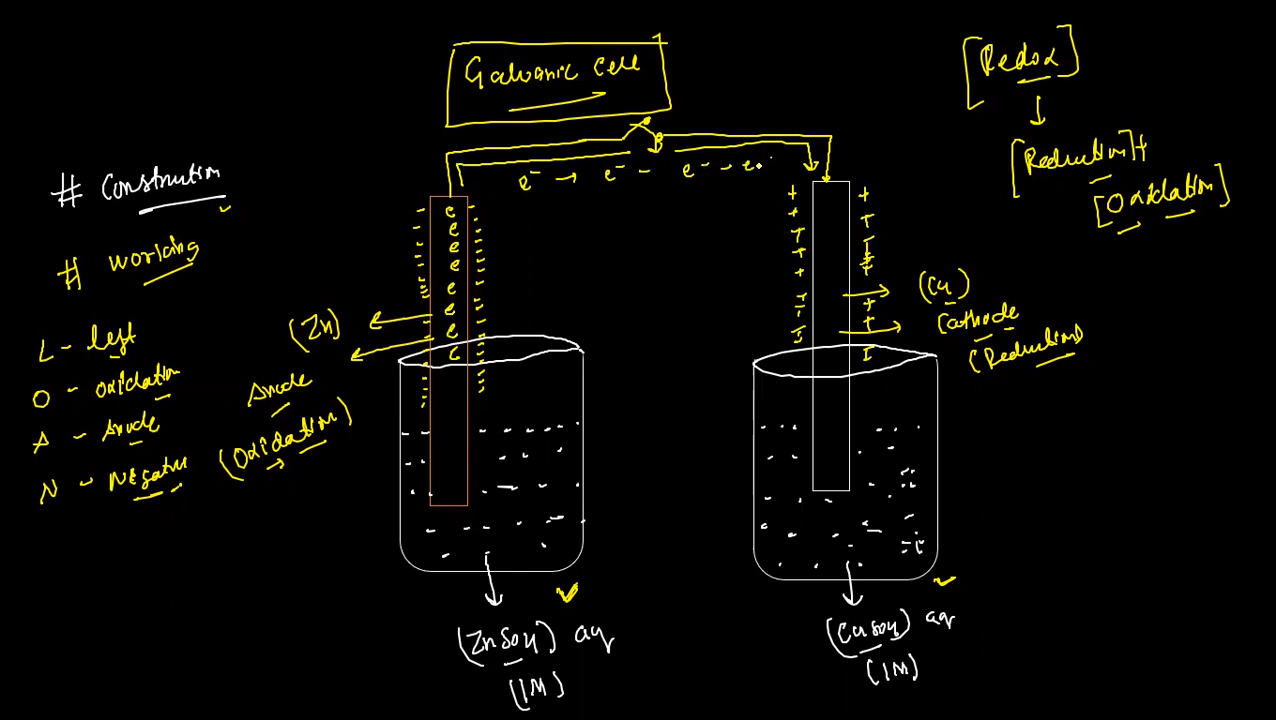 Galvanic cell
[Redox]
[Reduction] +
[Oxidation]
# Construtión
# Working
L - left
O - oxidation
A - Anode
N - Negative
e⁻ → e⁻ - e⁻ → e
e
e
e
e
e
e
e
(Zn)
Anode
(Oxidation)
(Cu)
Cathode
(Reduction)
(ZnSO4) aq
(1M)
(CuSO4) aq
(1M)